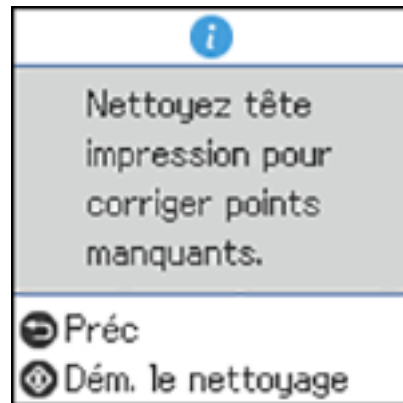 Nettoyez tête
impression pour
corriger points
manquants.
Préc
Dém. le nettoyage